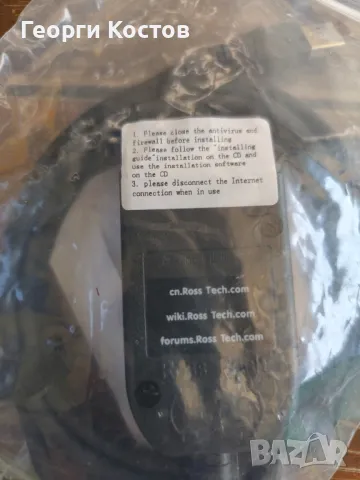 Георги Костов
1. Please close the antivirus and
firewall before installing
2. Please follow the "installing
guide"installation on the CD and
use the installation software
on the CD
3. please disconnect the Internet
connection when in use
cn.Ross Tech.com
wiki.Ross Tech.com
forums.Ross Tech.com
BAZAR
bg